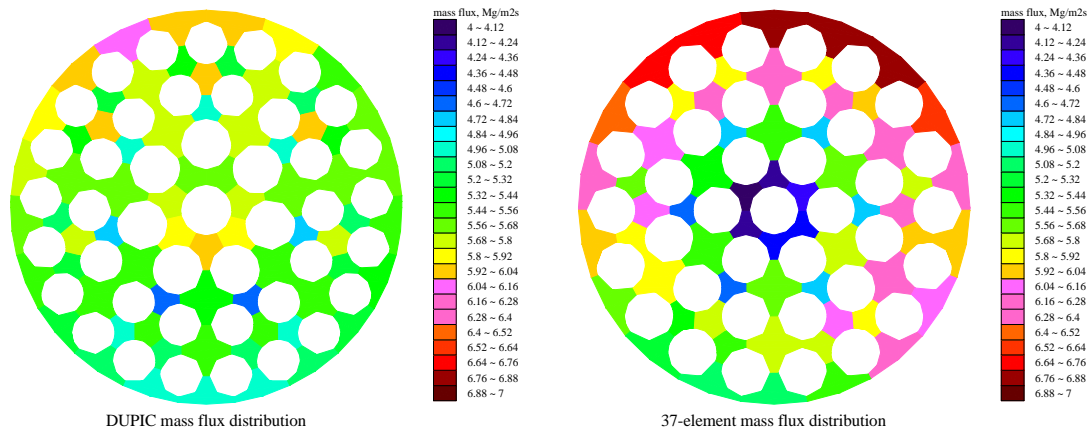 mass flux, Mg/m2s
4 ~ 4.12
4.12 ~ 4.24
4.24 ~ 4.36
4.36 ~ 4.48
4.48 ~ 4.6
4.6 ~ 4.72
4.72 ~ 4.84
4.84 ~ 4.96
4.96 ~ 5.08
5.08 ~ 5.2
5.2 ~ 5.32
5.32 ~ 5.44
5.44 ~ 5.56
5.56 ~ 5.68
5.68 ~ 5.8
5.8 ~ 5.92
5.92 ~ 6.04
6.04 ~ 6.16
6.16 ~ 6.28
6.28 ~ 6.4
6.4 ~ 6.52
6.52 ~ 6.64
6.64 ~ 6.76
6.76 ~ 6.88
6.88 ~ 7
DUPIC mass flux distribution
mass flux, Mg/m2s
4 ~ 4.12
4.12 ~ 4.24
4.24 ~ 4.36
4.36 ~ 4.48
4.48 ~ 4.6
4.6 ~ 4.72
4.72 ~ 4.84
4.84 ~ 4.96
4.96 ~ 5.08
5.08 ~ 5.2
5.2 ~ 5.32
5.32 ~ 5.44
5.44 ~ 5.56
5.56 ~ 5.68
5.68 ~ 5.8
5.8 ~ 5.92
5.92 ~ 6.04
6.04 ~ 6.16
6.16 ~ 6.28
6.28 ~ 6.4
6.4 ~ 6.52
6.52 ~ 6.64
6.64 ~ 6.76
6.76 ~ 6.88
6.88 ~ 7
37-element mass flux distribution